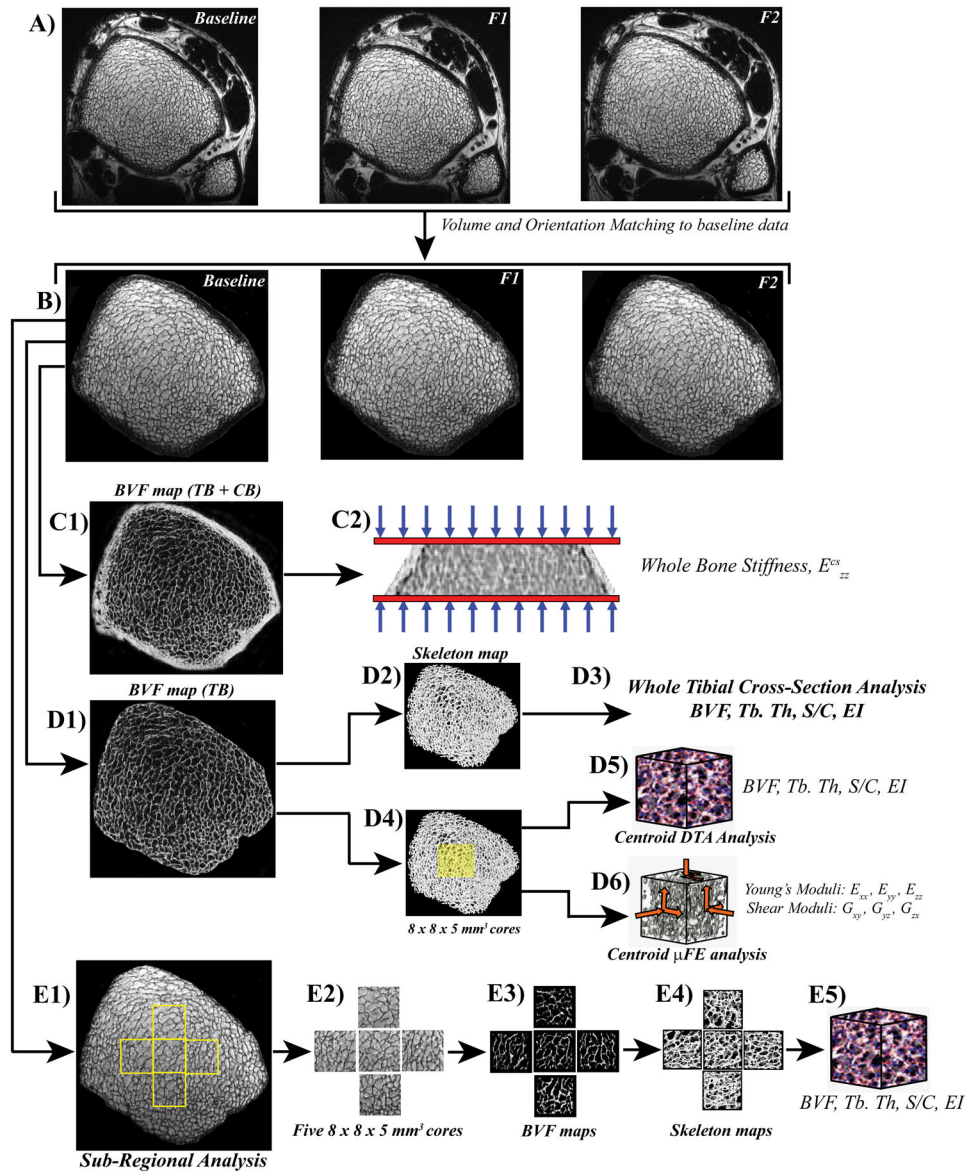 A)
Baseline
F1
F2
Volume and Orientation Matching to baseline data
B)
Baseline
F1
F2
BVF map (TB + CB)
C1)
C2)
Whole Bone Stiffness, E^cs_zz
BVF map (TB)
D1)
Skeleton map
D2)
D3)
Whole Tibial Cross-Section Analysis
BVF, Tb. Th, S/C, EI
D4)
8 x 8 x 5 mm³ cores
D5)
BVF, Tb. Th, S/C, EI
Centroid DTA Analysis
D6)
Young's Moduli: E_xx, E_yy, E_zz
Shear Moduli: G_xy, G_yz, G_zx
Centroid µFE analysis
E1)
Sub-Regional Analysis
E2)
Five 8 x 8 x 5 mm³ cores
E3)
BVF maps
E4)
Skeleton maps
E5)
BVF, Tb. Th, S/C, EI